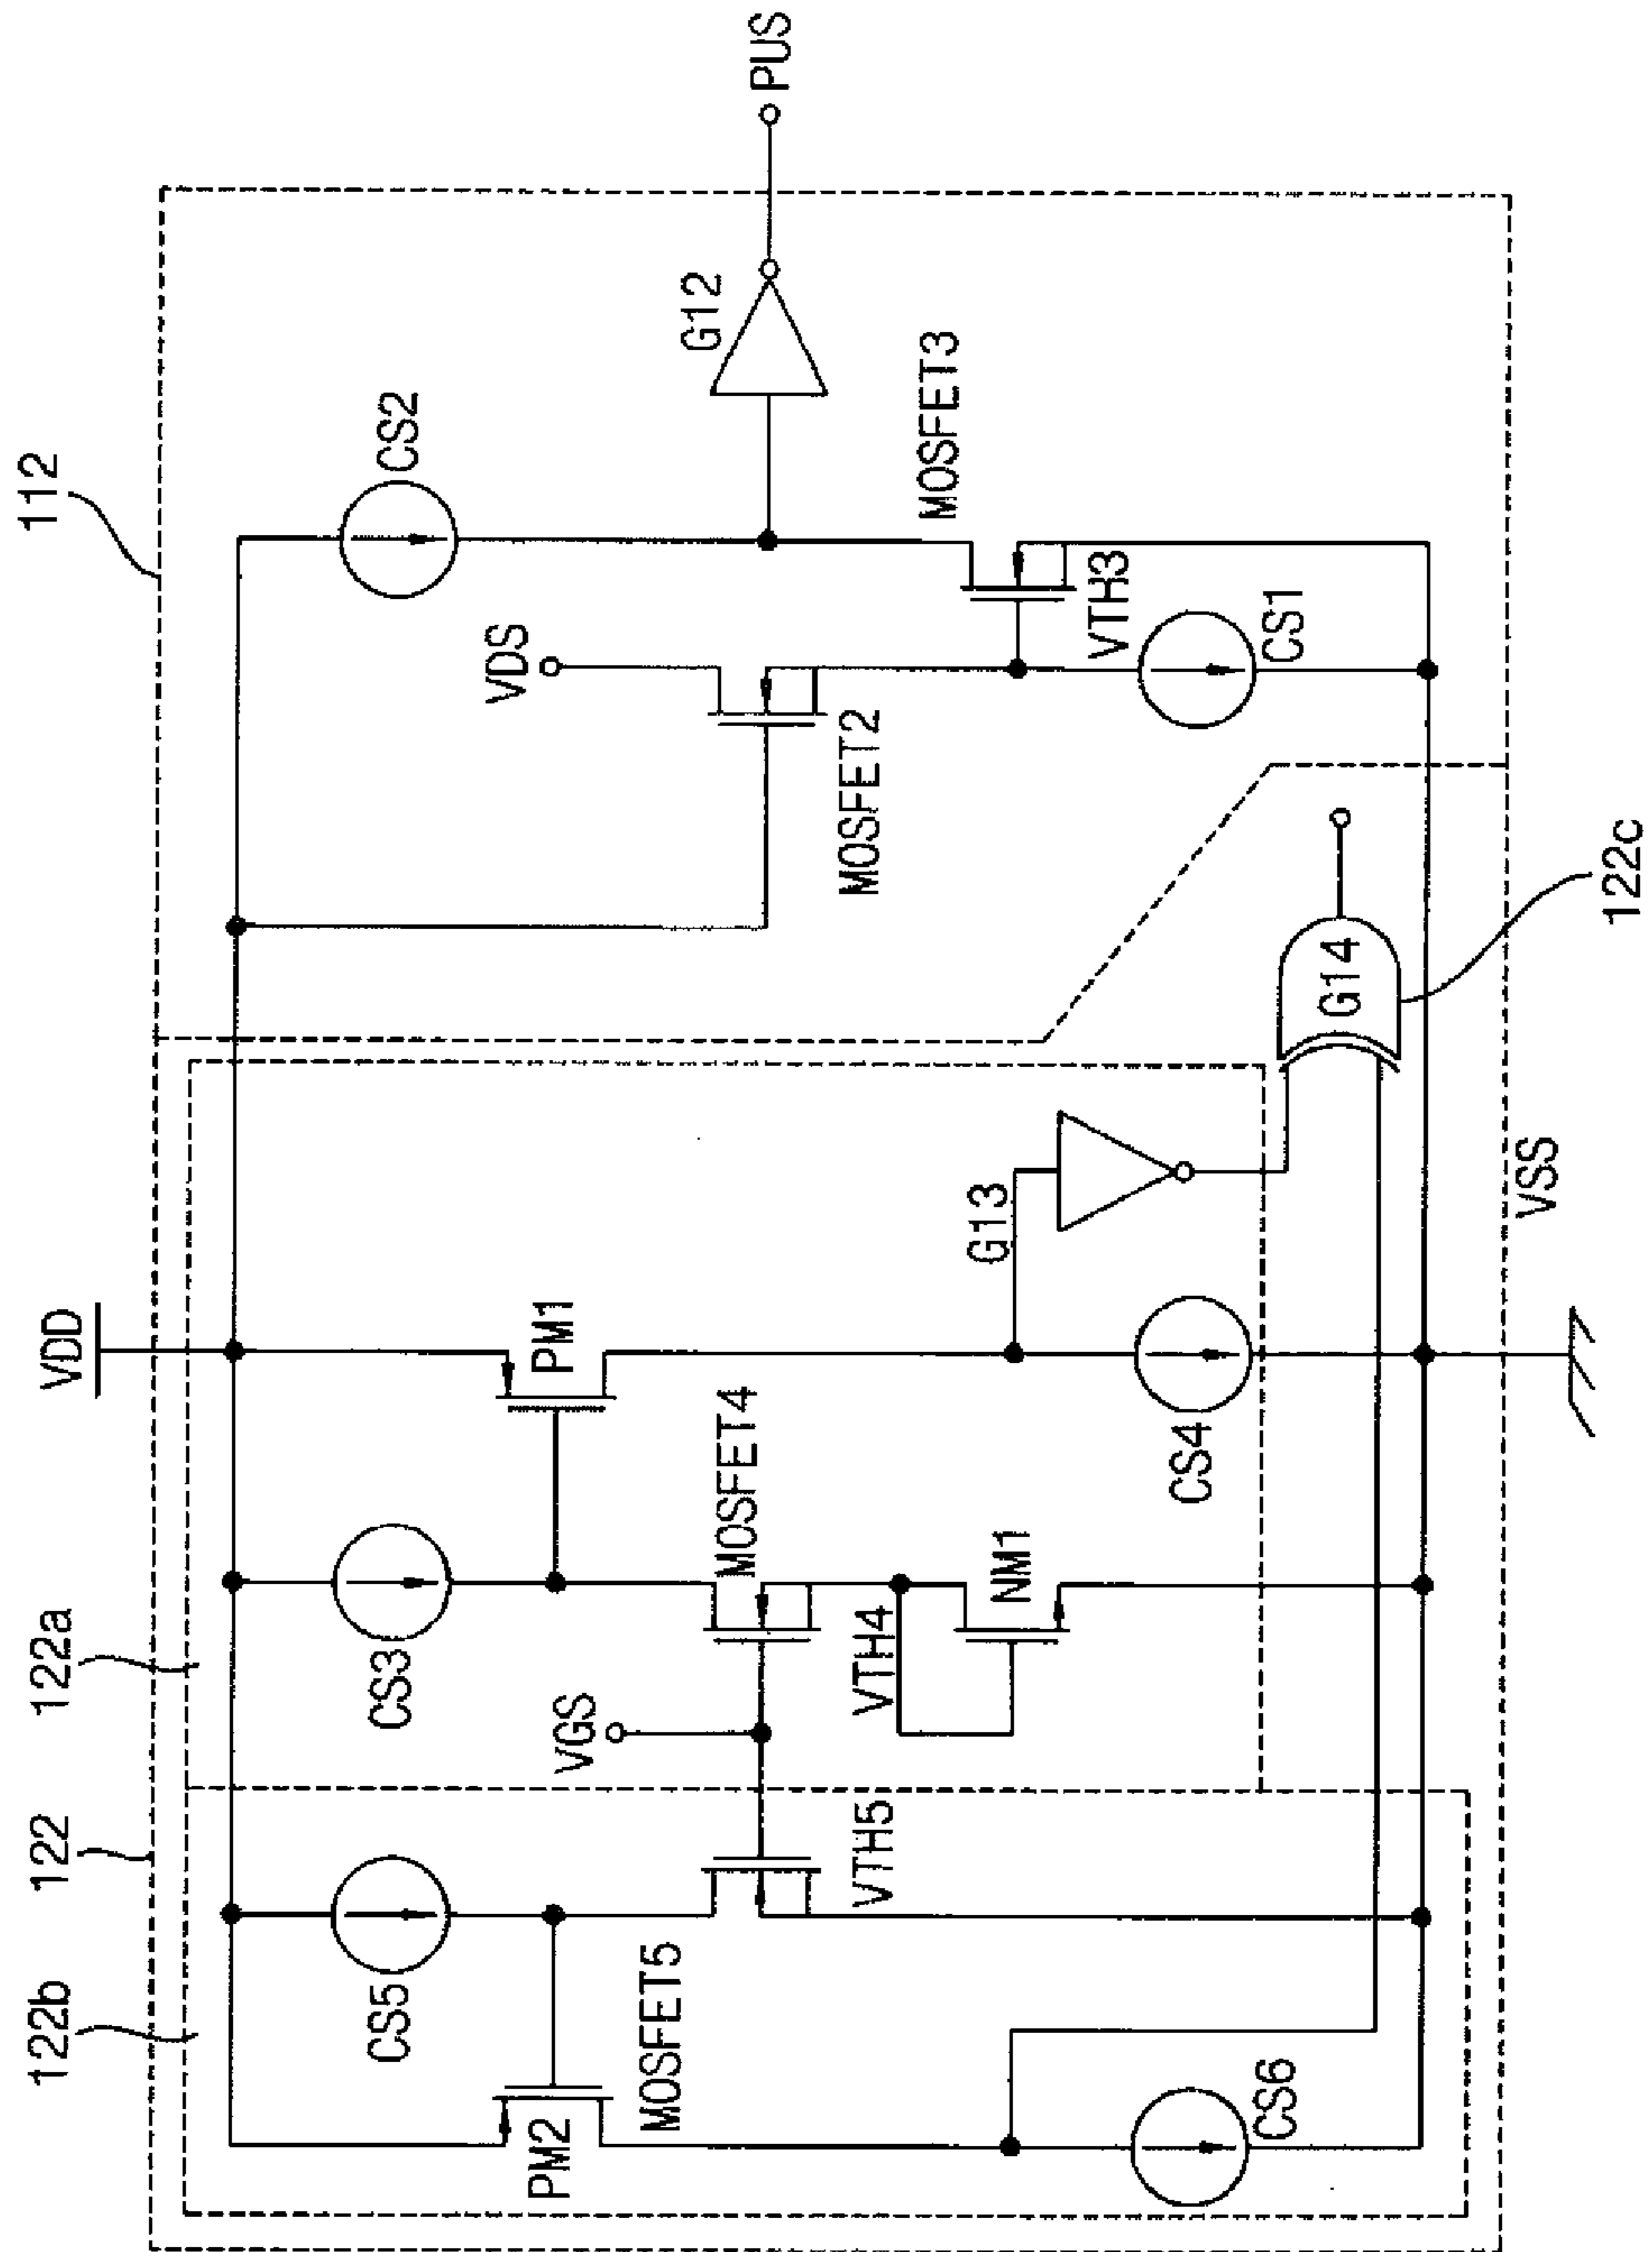 112
PUS
CS2
G12
VDS
MOSFET3
VTH3
CS1
MOSFET2
122c
G14
VDD
VSS
G13
PM1
CS4
MOSFET4
122a
CS3
NM1
VTH4
VGS
122
VTH5
122b
CS5
MOSFET5
PM2
CS6